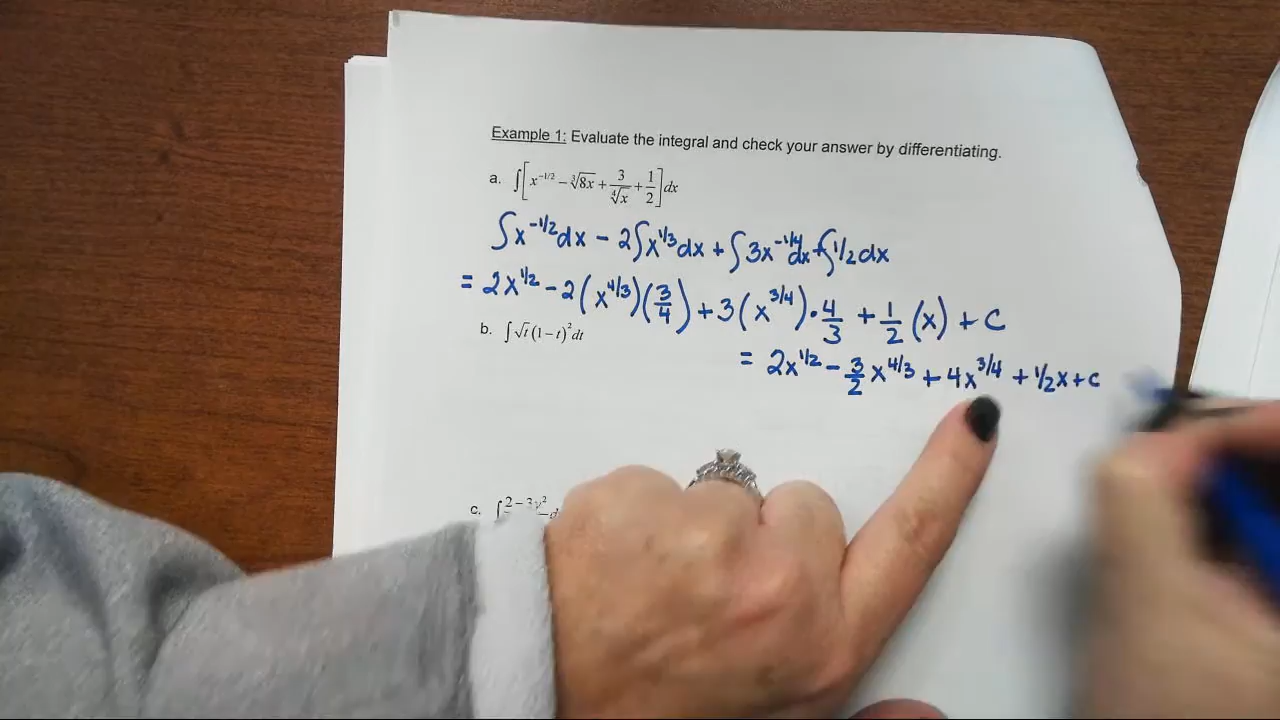 Example 1: Evaluate the integral and check your answer by differentiating.
a. ∫[x^{-1/2} − ∛8x + 3/∜x + 1/2]dx
∫x^{-1/2}dx − 2∫x^{1/3}dx + ∫3x^{-1/4}dx + ∫1/2dx
= 2x^{1/2} − 2(x^{4/3})(3/4) + 3(x^{3/4})·4/3 + 1/2(x) + C
b. ∫√t(1−t)²dt
= 2x^{1/2} − 3/2 x^{4/3} + 4x^{3/4} + 1/2x + C
c. ∫ 2−3y²